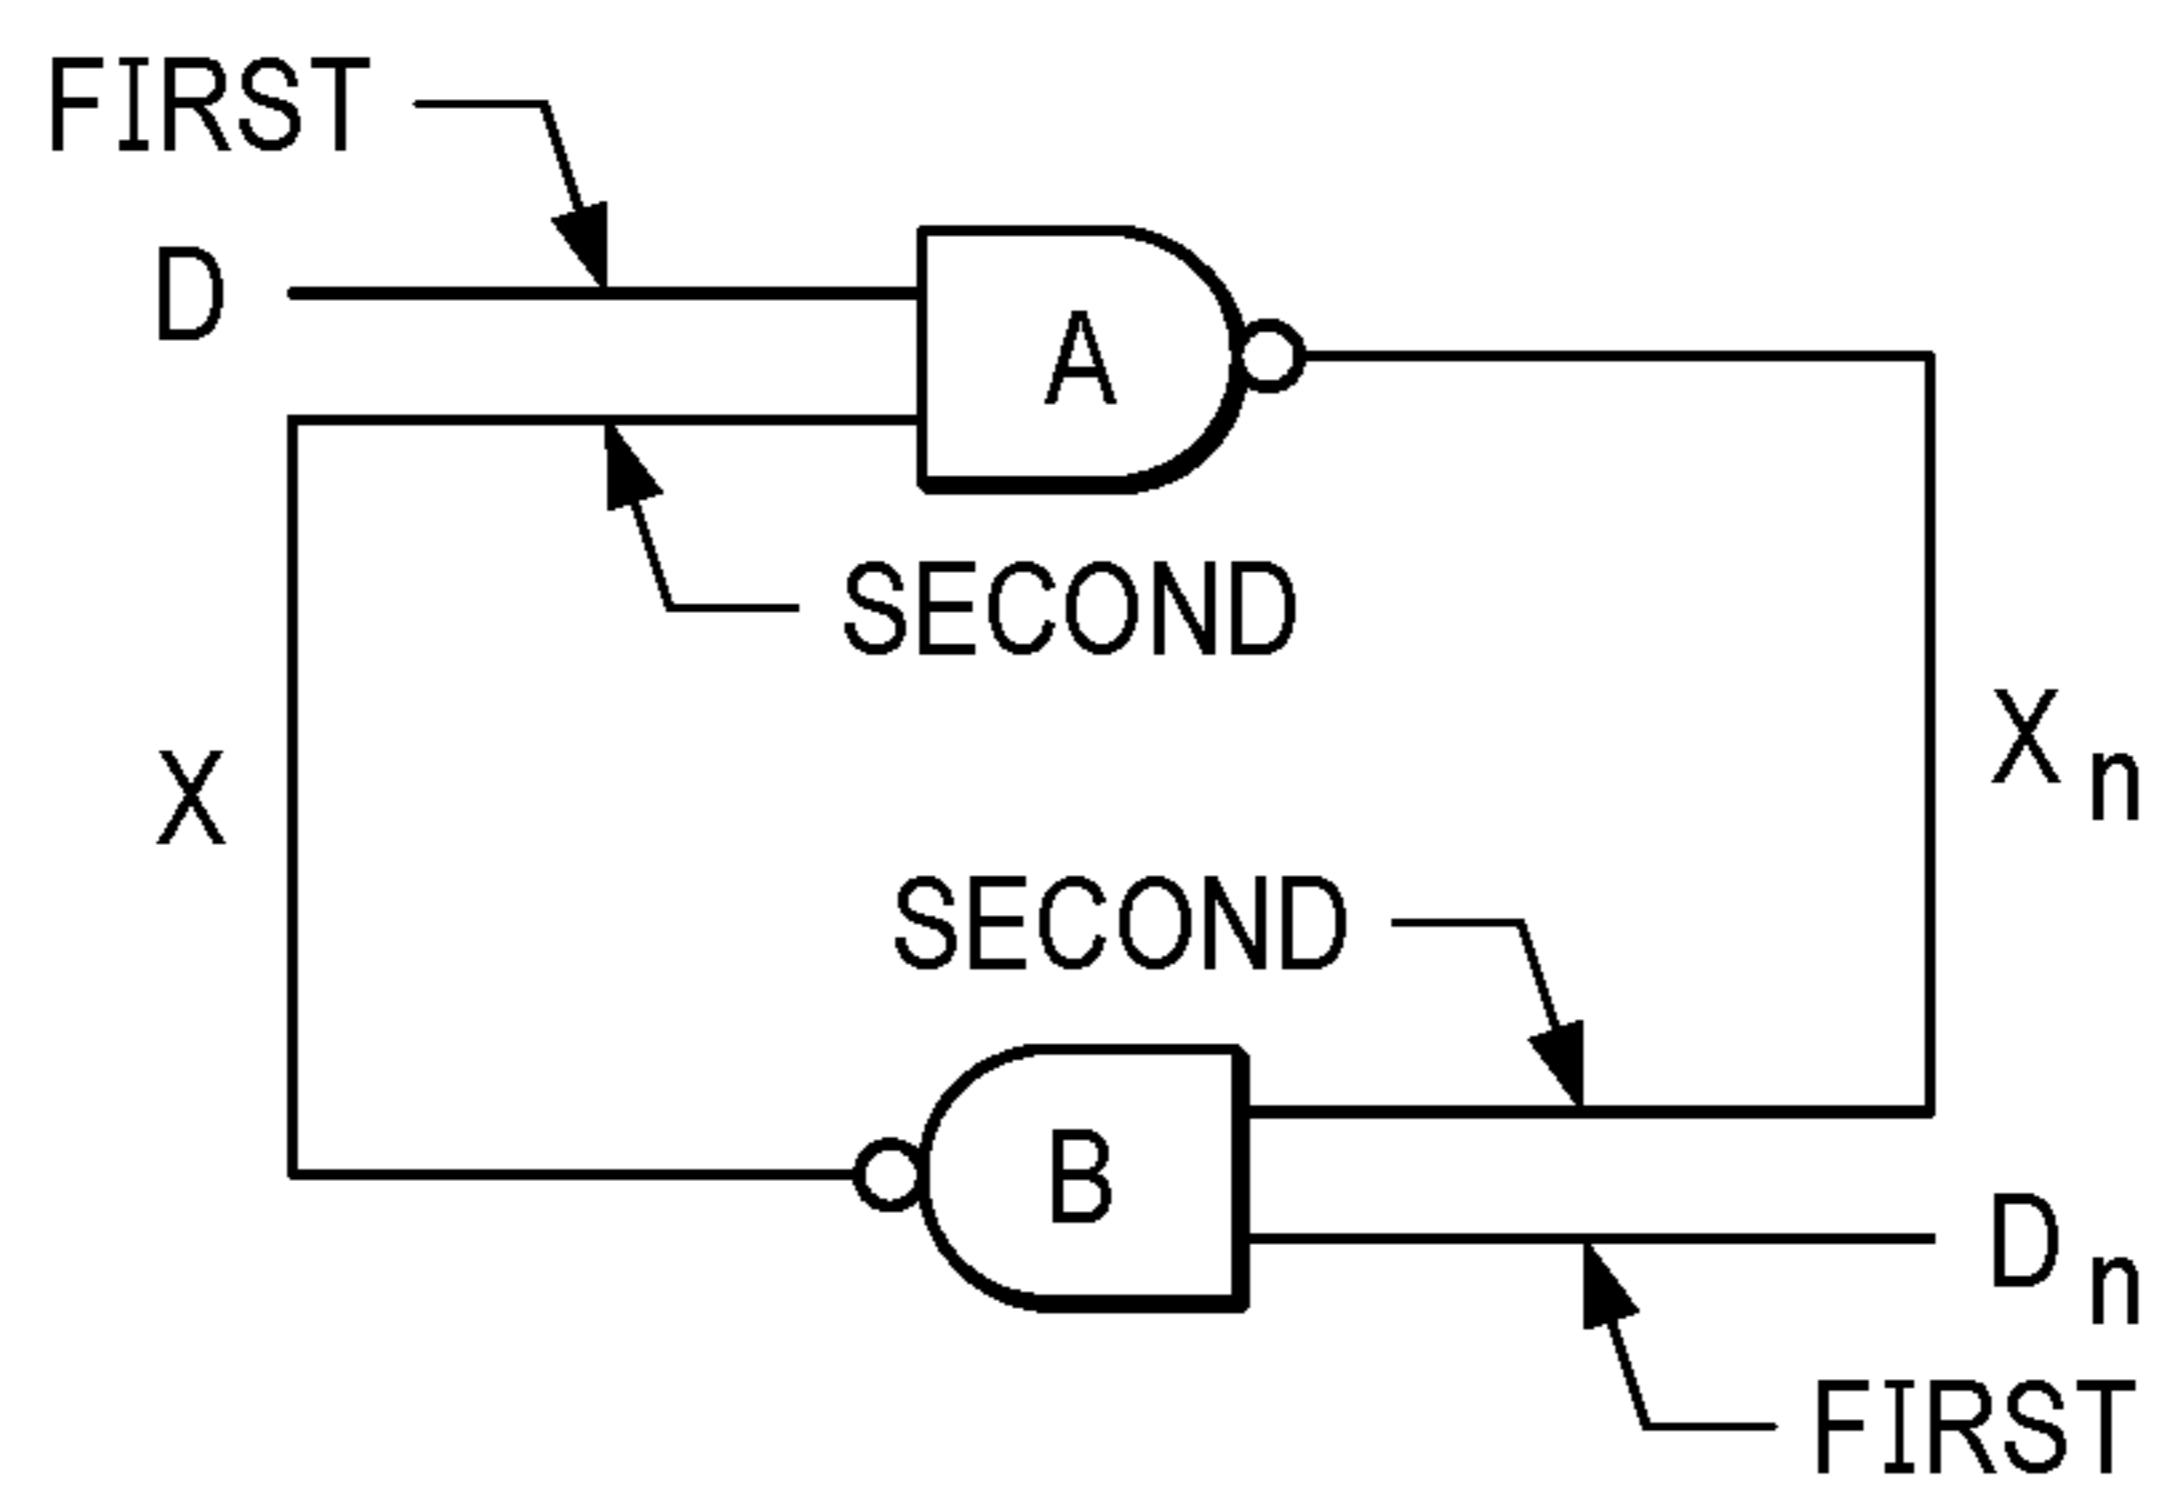 FIRST
D
A
SECOND
X
Xn
SECOND
B
Dn
FIRST